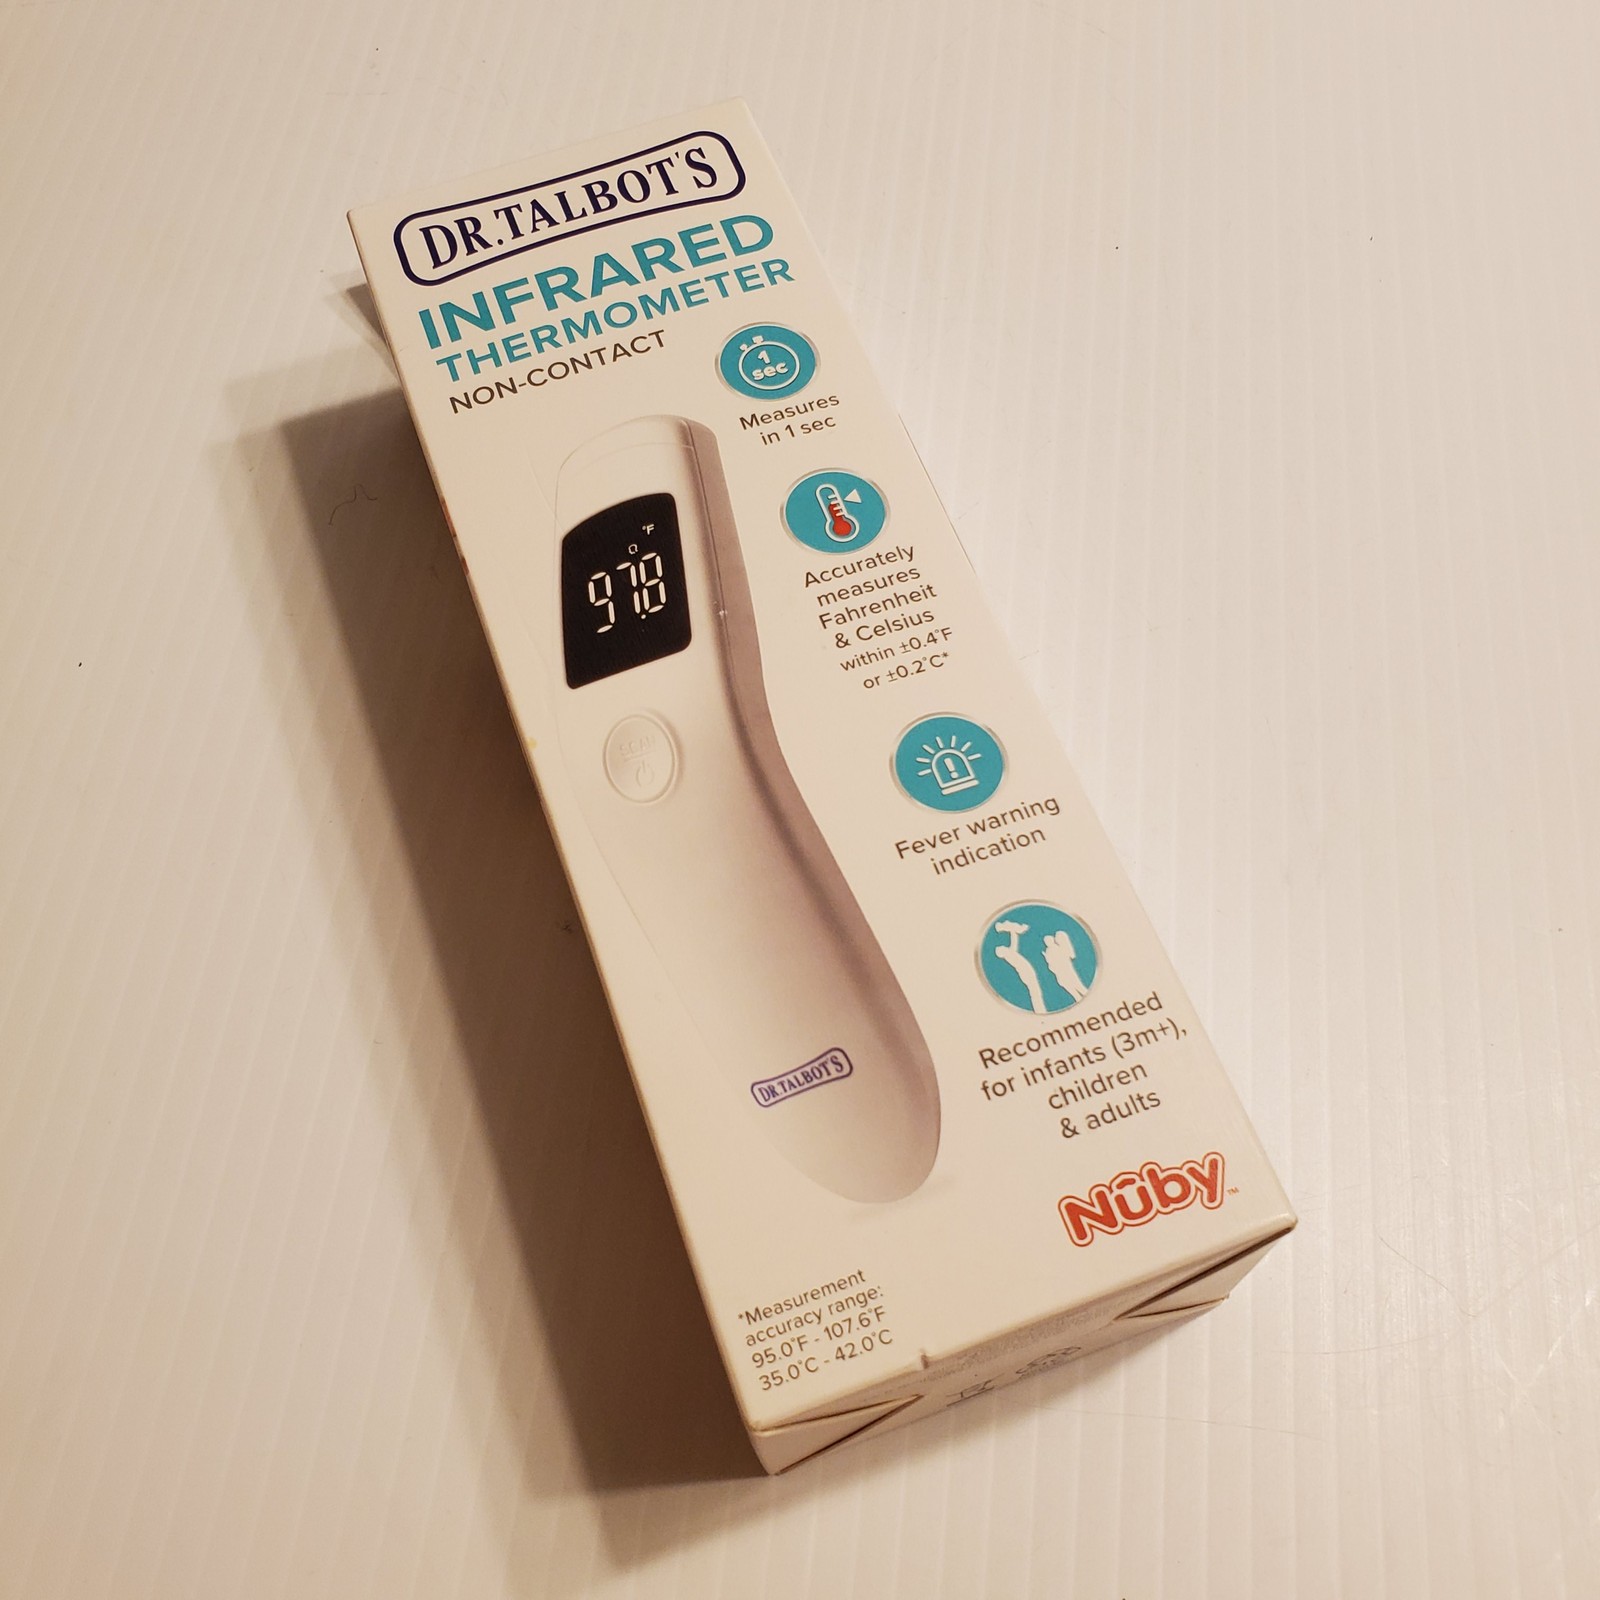 DR. TALBOT'S
INFRARED
THERMOMETER
NON-CONTACT
1
sec
Measures
in 1 sec
°F
97.8
Accurately
measures
Fahrenheit
& Celsius
within ±0.4°F
or ±0.2°C*
SCAN
Fever warning
indication
Recommended
for infants (3m+),
children
& adults
DR. TALBOT'S
Nûby™
*Measurement
accuracy range:
95.0°F - 107.6°F
35.0°C - 42.0°C